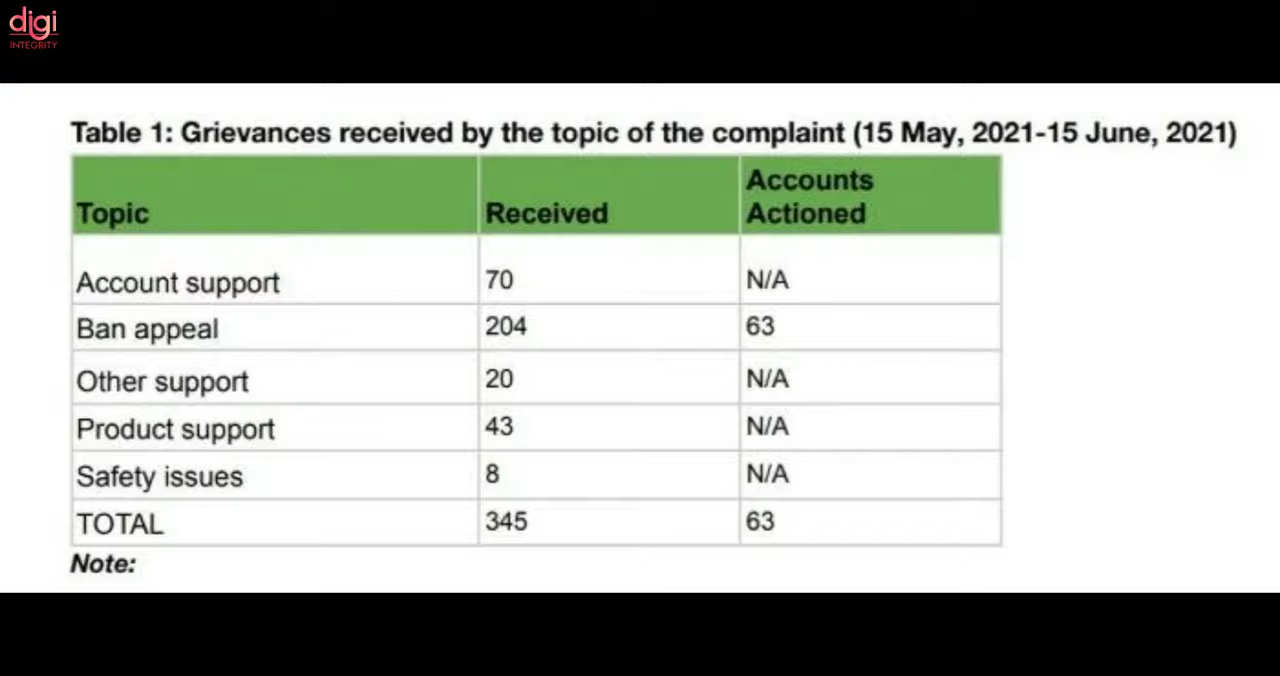 digi
INTEGRITY
Table 1: Grievances received by the topic of the complaint (15 May, 2021-15 June, 2021)
Topic Received Accounts Actioned
Account support 70 N/A
Ban appeal 204 63
Other support 20 N/A
Product support 43 N/A
Safety issues 8 N/A
TOTAL 345 63
Note: